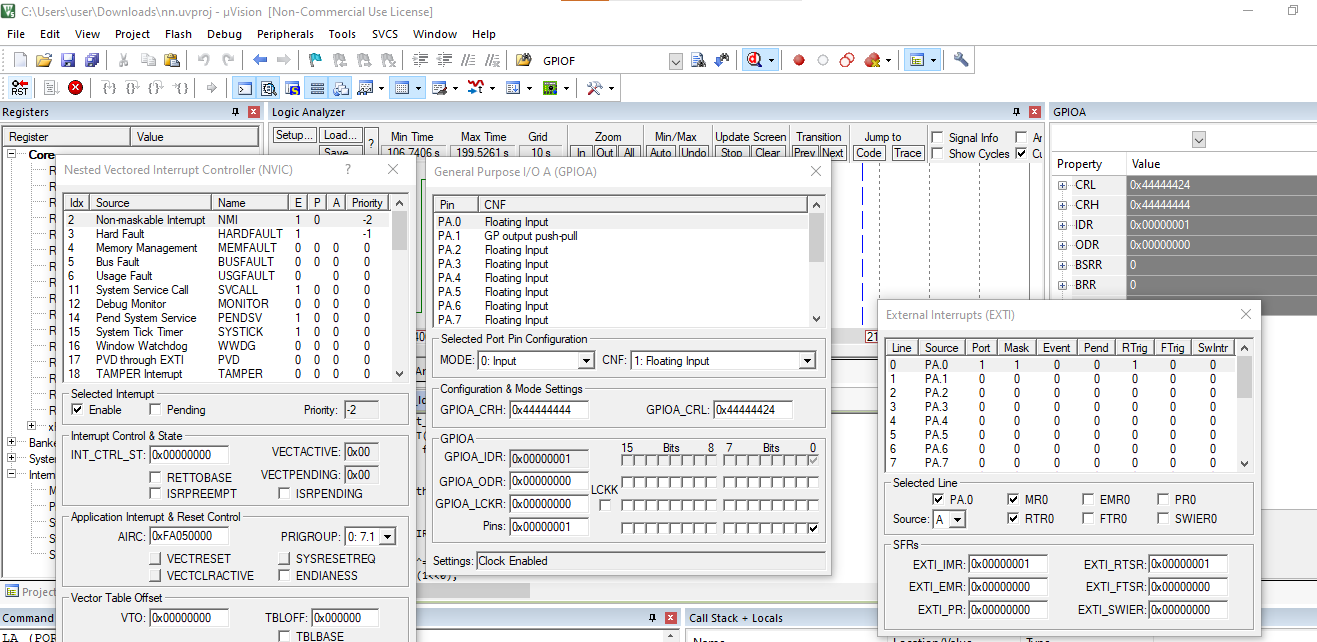 C:\Users\user\Downloads\nn.uvproj - µVision [Non-Commercial Use License]
File Edit View Project Flash Debug Peripherals Tools SVCS Window Help
GPIOF
RST
Registers
Register Value
Core
Logic Analyzer
Setup... Load... ? Min Time Max Time Grid Zoom Min/Max Update Screen Transition Jump to Signal Info
Save 106.7406 s 199.5261 s 10 s In Out All Auto Undo Stop Clear Prev Next Code Trace Show Cycles
GPIOA
Property Value
CRL 0x44444424
CRH 0x44444444
IDR 0x00000001
ODR 0x00000000
BSRR 0
BRR 0
Nested Vectored Interrupt Controller (NVIC) ?
Idx Source Name E P A Priority
2 Non-maskable Interrupt NMI 1 0 -2
3 Hard Fault HARDFAULT 1 -1
4 Memory Management MEMFAULT 0 0 0 0
5 Bus Fault BUSFAULT 0 0 0 0
6 Usage Fault USGFAULT 0 0 0 0
11 System Service Call SVCALL 1 0 0 0
12 Debug Monitor MONITOR 0 0 0 0
14 Pend System Service PENDSV 1 0 0 0
15 System Tick Timer SYSTICK 1 0 0 0
16 Window Watchdog WWDG 0 0 0 0
17 PVD through EXTI PVD 0 0 0 0
18 TAMPER Interrupt TAMPER 0 0 0 0
Selected Interrupt
Enable Pending Priority: -2
Interrupt Control & State
INT_CTRL_ST: 0x00000000 VECTACTIVE: 0x00
RETTOBASE VECTPENDING: 0x00
ISRPREEMPT ISRPENDING
Application Interrupt & Reset Control
AIRC: 0xFA050000 PRIGROUP: 0: 7.1
VECTRESET SYSRESETREQ
VECTCLRACTIVE ENDIANESS
Vector Table Offset
VTO: 0x00000000 TBLOFF: 0x000000
TBLBASE
General Purpose I/O A (GPIOA)
Pin CNF
PA.0 Floating Input
PA.1 GP output push-pull
PA.2 Floating Input
PA.3 Floating Input
PA.4 Floating Input
PA.5 Floating Input
PA.6 Floating Input
PA.7 Floating Input
Selected Port Pin Configuration
MODE: 0: Input CNF: 1: Floating Input
Configuration & Mode Settings
GPIOA_CRH: 0x44444444 GPIOA_CRL: 0x44444424
GPIOA 15 Bits 8 7 Bits 0
GPIOA_IDR: 0x00000001
GPIOA_ODR: 0x00000000
GPIOA_LCKR: 0x00000000 LCKK
Pins: 0x00000001
Settings: Clock Enabled
External Interrupts (EXTI)
Line Source Port Mask Event Pend RTrig FTrig SwIntr
0 PA.0 1 1 0 0 1 0 0
1 PA.1 0 0 0 0 0 0 0
2 PA.2 0 0 0 0 0 0 0
3 PA.3 0 0 0 0 0 0 0
4 PA.4 0 0 0 0 0 0 0
5 PA.5 0 0 0 0 0 0 0
6 PA.6 0 0 0 0 0 0 0
7 PA.7 0 0 0 0 0 0 0
Selected Line
PA.0 MR0 EMR0 PR0
Source: A RTR0 FTR0 SWIER0
SFRs
EXTI_IMR: 0x00000001 EXTI_RTSR: 0x00000001
EXTI_EMR: 0x00000000 EXTI_FTSR: 0x00000000
EXTI_PR: 0x00000000 EXTI_SWIER: 0x00000000
Command
Call Stack + Locals